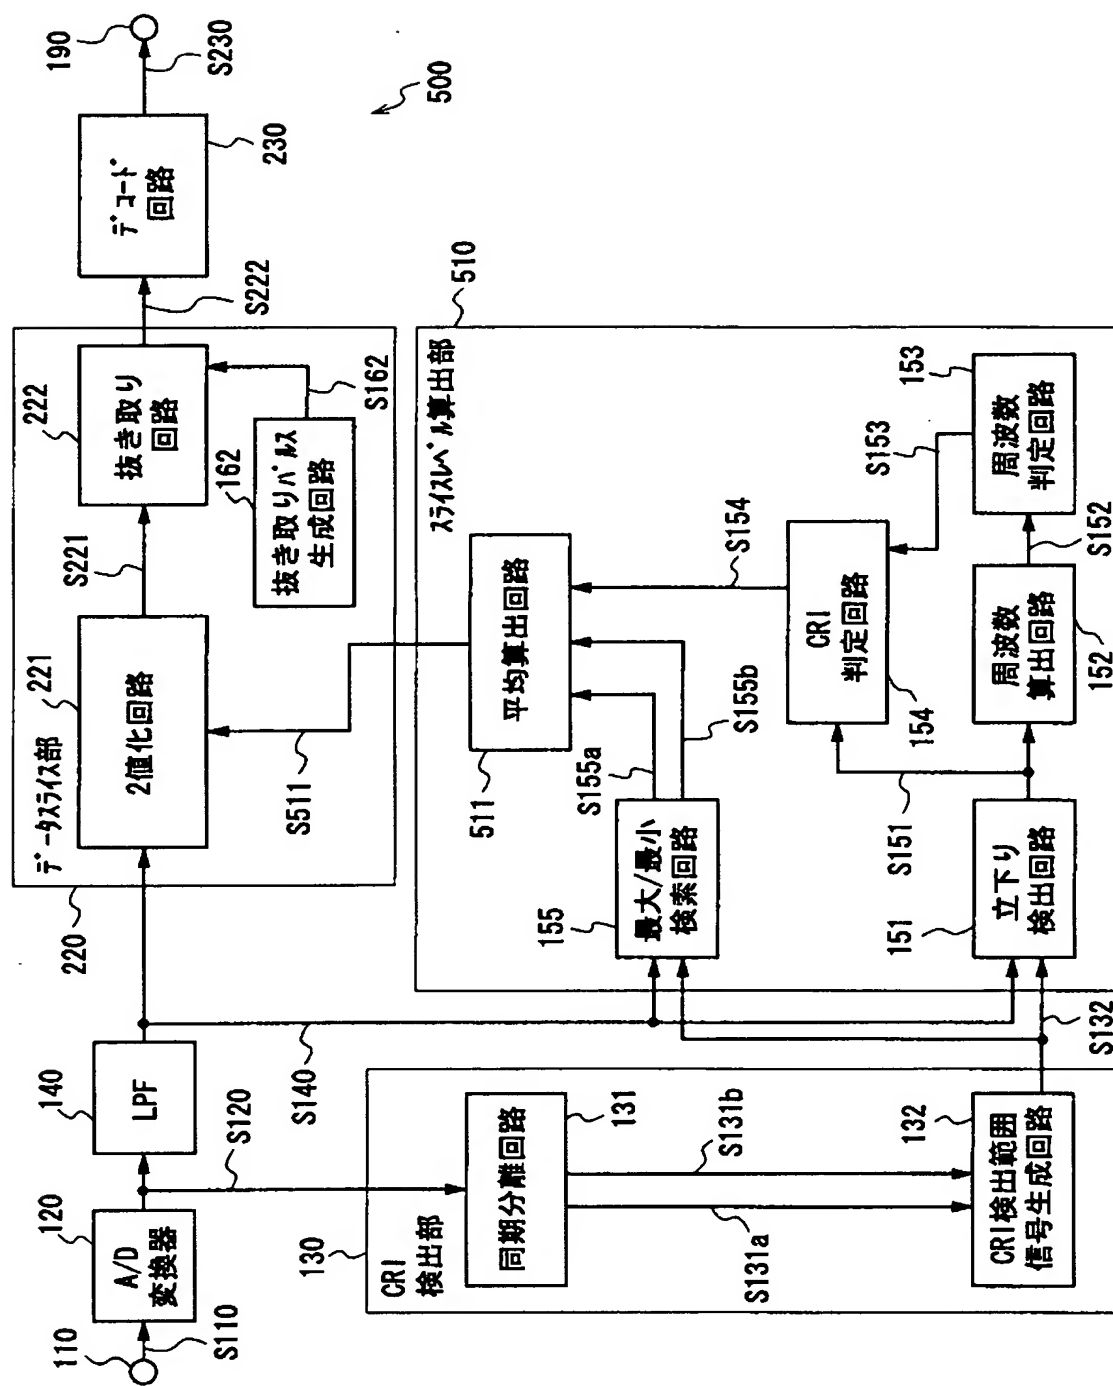 110
S110
120
A/D
変換器
S120
140
LPF
S140
220
データスライス部
221
2値化回路
S221
222
抜き取り
回路
162
抜き取りパルス
生成回路
S162
S222
デコード
回路
230
S230
190
500
S511
130
CRI
検出部
同期分離回路
131
S131a
S131b
132
CRI検出範囲
信号生成回路
S132
スライスレベル算出部
510
511
平均算出回路
155
最大/最小
検索回路
S155a
S155b
S154
CRI
判定回路
154
S153
151
立下り
検出回路
S151
周波数
算出回路
152
S152
周波数
判定回路
153